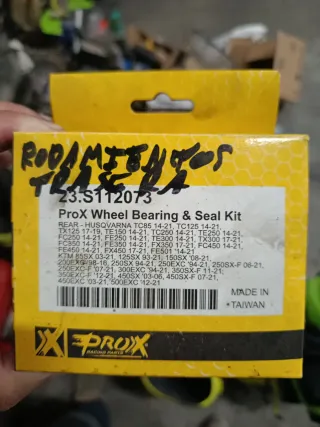 RODAMIENTOS
TRASERA
23.S112073
ProX Wheel Bearing & Seal Kit
REAR - HUSQVARNA TC85 14-21, TC125 14-21,
TX125 17-19, TE150 14-21, TC250 14-21, TE250 14-21,
FC250 14-21, FE250 14-21, TE300 14-21, TX300 17-21,
FC350 14-21, FE350 14-21, FX350 17-21, FC450 14-21,
FE450 14-21, FX450 17-21, FE501 '14-21
KTM 85SX 03-21, 125SX 94-21, 150SX '08-21,
200EXC '98-16, 250SX 94-21, 250EXC '94-21, 250SX-F 06-21,
250EXC-F '07-21, 300EXC '94-21, 350SX-F 11-21,
350EXC-F '12-21, 450SX 03-06, 450SX-F 07-21,
450EXC '03-21, 500EXC '12-21
MADE IN
TAIWAN
PROX
RACING PARTS